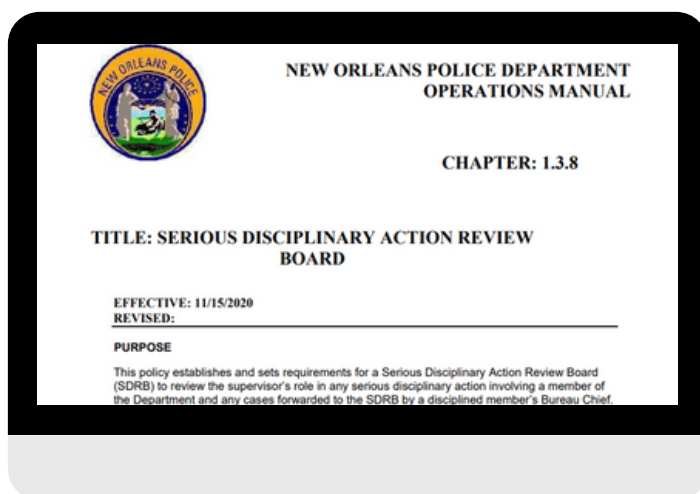 NEW ORLEANS POLICE
NEW ORLEANS POLICE DEPARTMENT
OPERATIONS MANUAL
CHAPTER: 1.3.8
TITLE: SERIOUS DISCIPLINARY ACTION REVIEW
BOARD
EFFECTIVE: 11/15/2020
REVISED:
PURPOSE
This policy establishes and sets requirements for a Serious Disciplinary Action Review Board
(SDRB) to review the supervisor's role in any serious disciplinary action involving a member of
the Department and any cases forwarded to the SDRB by a disciplined member's Bureau Chief.